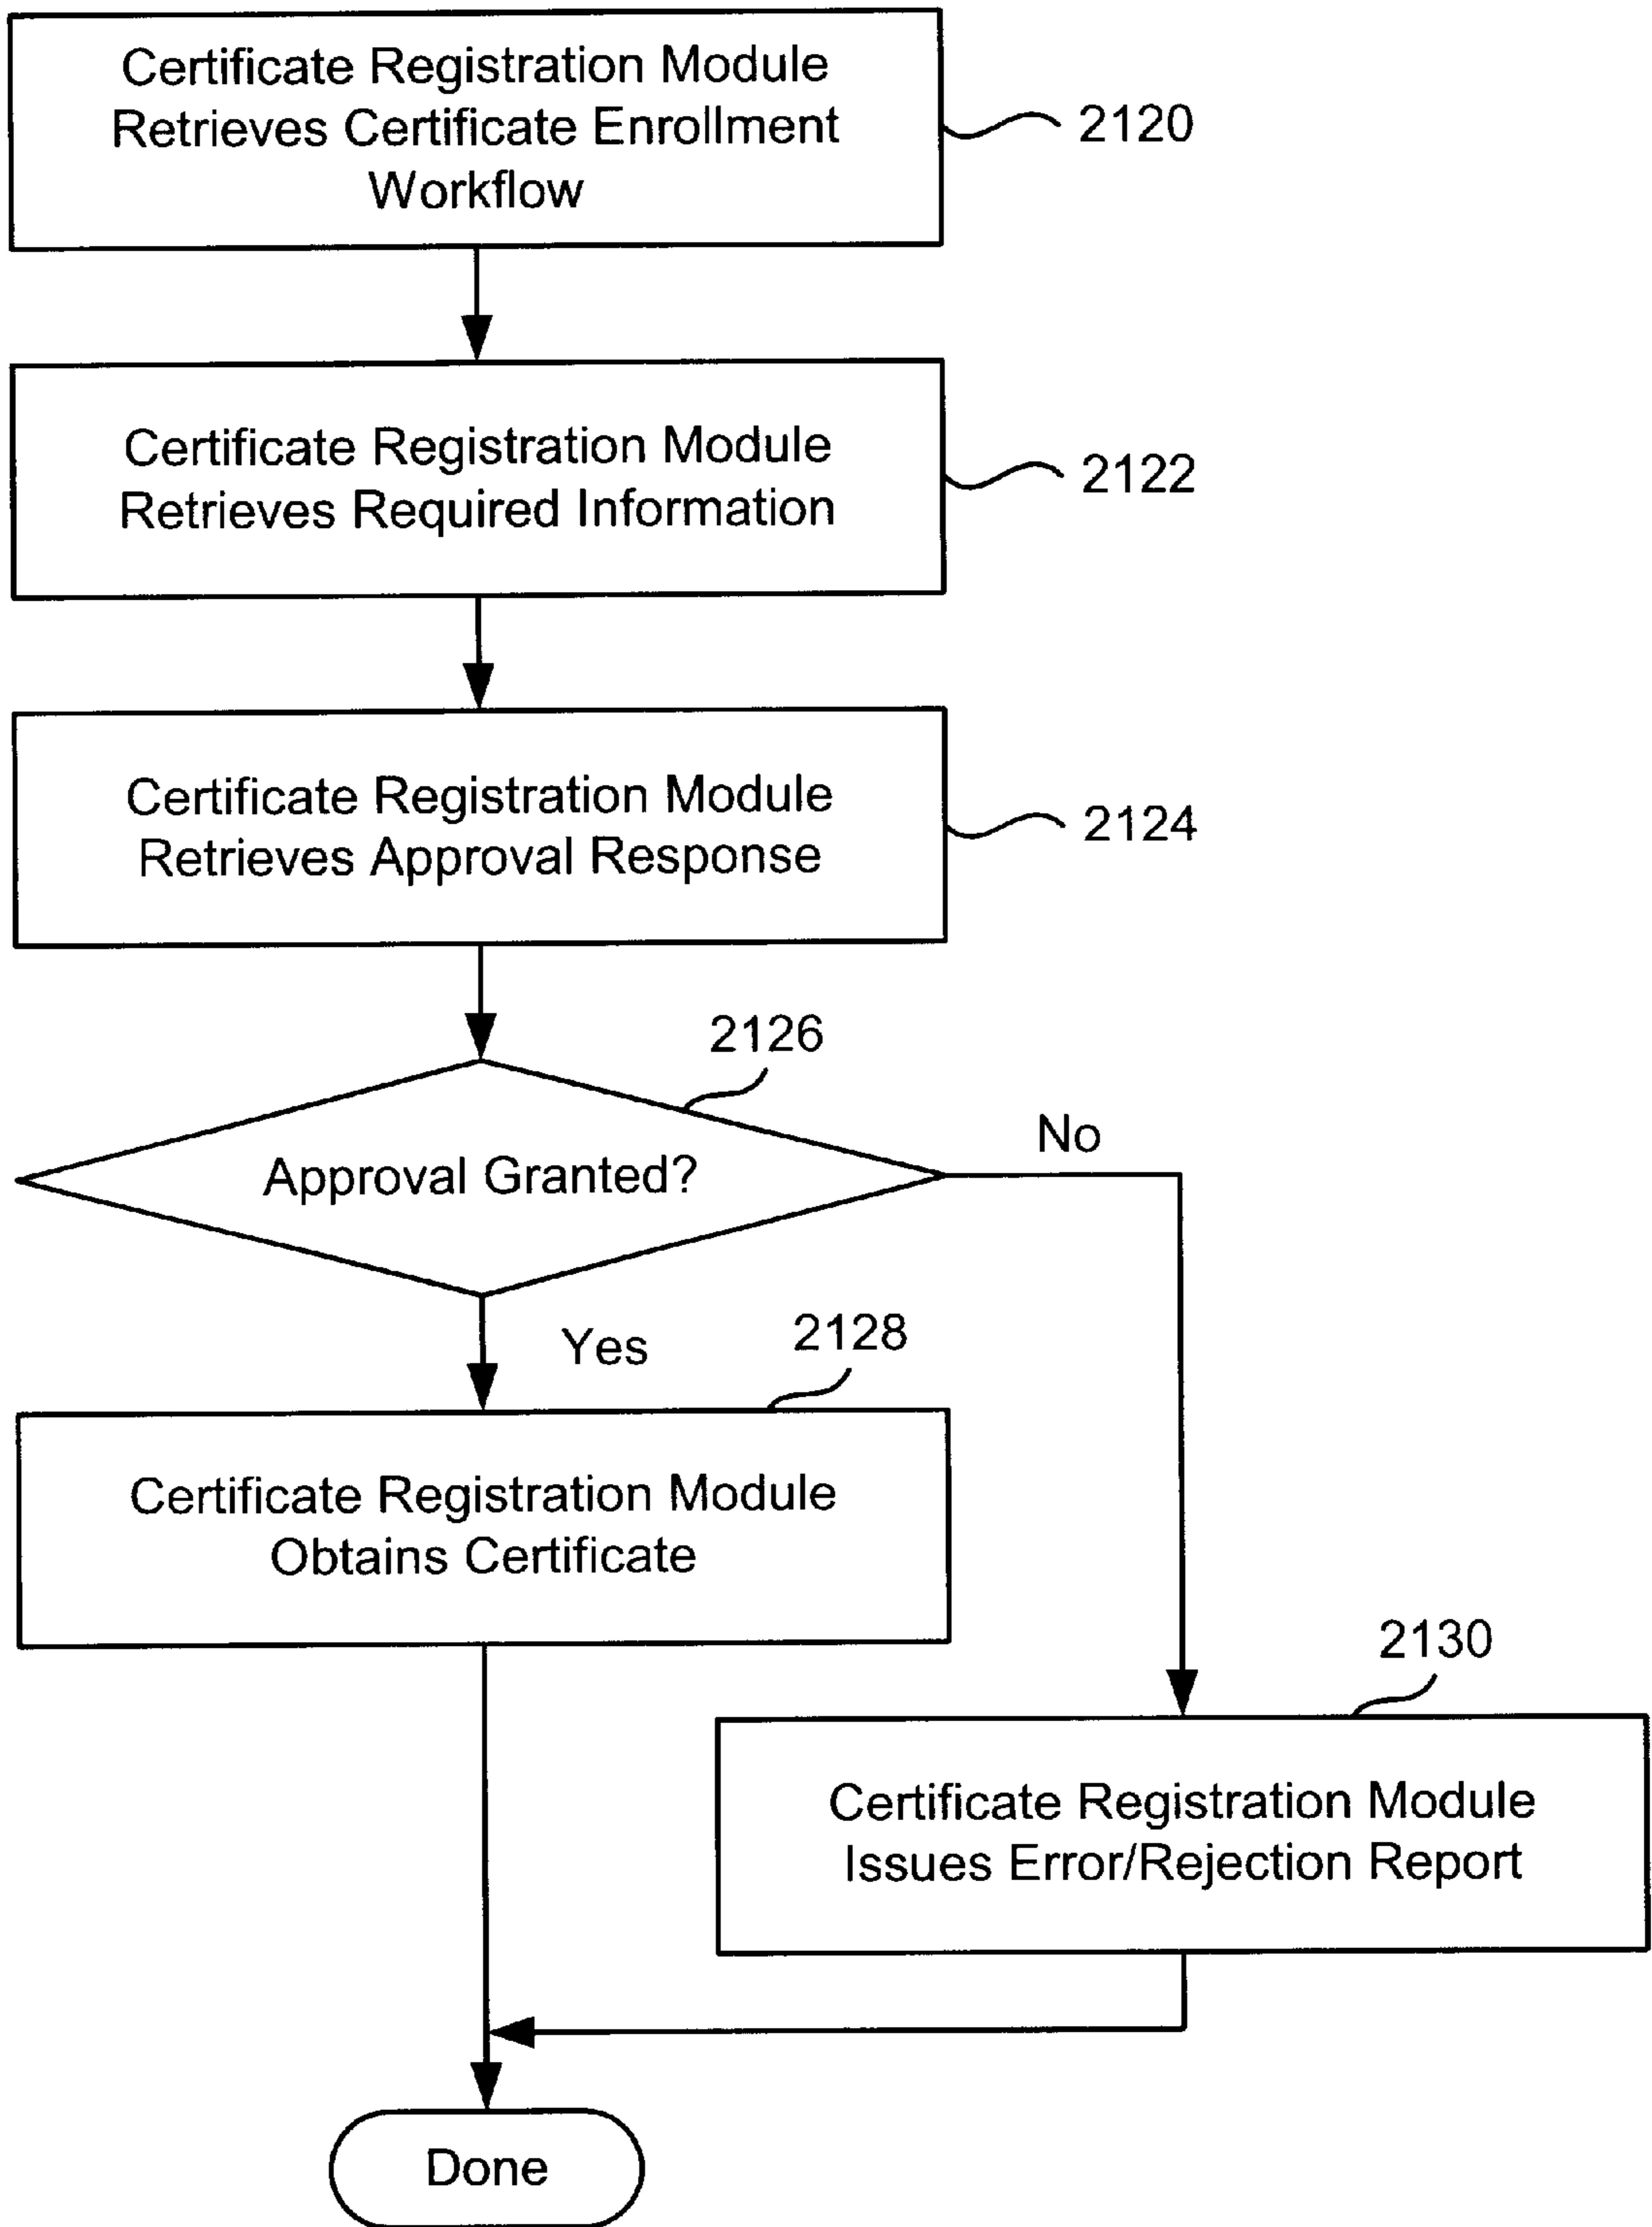 Certificate Registration Module
Retrieves Certificate Enrollment
Workflow
2120
Certificate Registration Module
Retrieves Required Information
2122
Certificate Registration Module
Retrieves Approval Response
2124
2126
Approval Granted?
No
Yes
2128
Certificate Registration Module
Obtains Certificate
2130
Certificate Registration Module
Issues Error/Rejection Report
Done